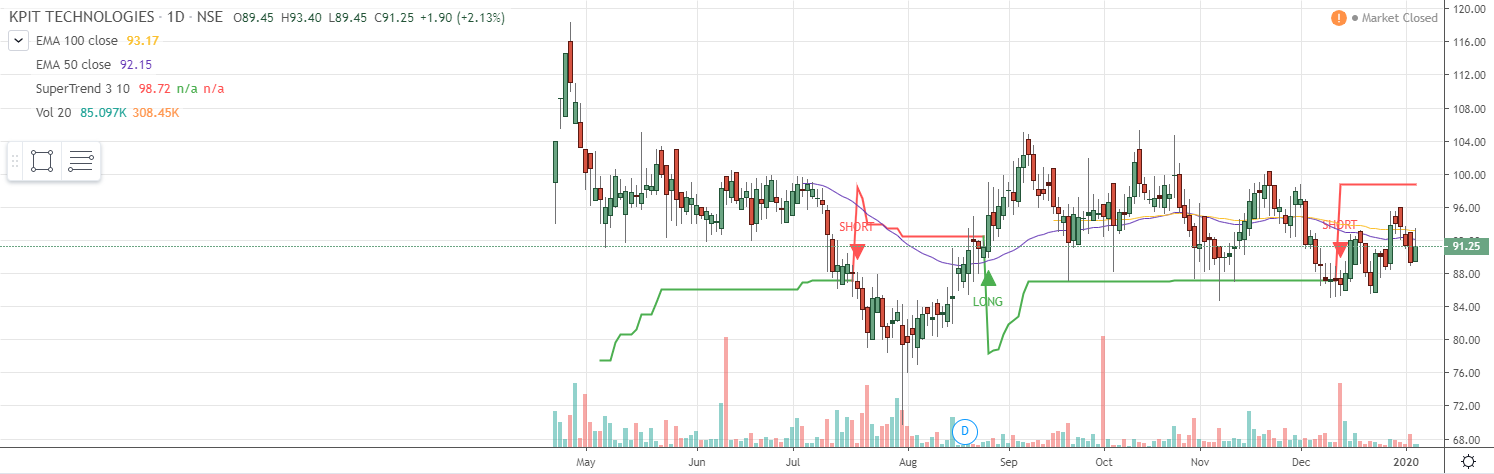 KPIT TECHNOLOGIES · 1D · NSE O89.45 H93.40 L89.45 C91.25 +1.90 (+2.13%)
! Market Closed
EMA 100 close 93.17
EMA 50 close 92.15
SuperTrend 3 10 98.72 n/a n/a
Vol 20 85.097K 308.45K
120.00
116.00
112.00
108.00
104.00
100.00
96.00
91.25
88.00
84.00
80.00
76.00
72.00
68.00
SHORT
LONG
SHORT
D
May Jun Jul Aug Sep Oct Nov Dec 2020